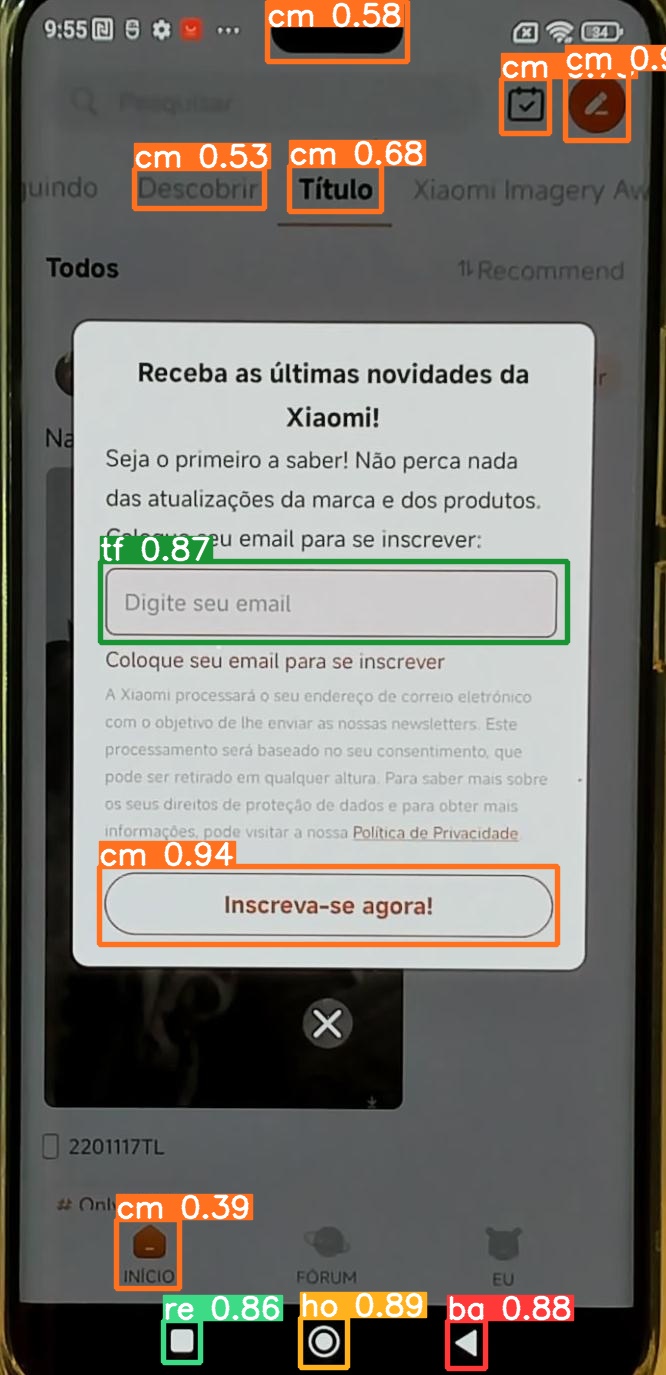 cm 0.58
9:55
34
cm
cm 0.9
Pesquisar
cm 0.53
cm 0.68
uindo
Descobrir
Título
Xiaomi Imagery Aw
Todos
Recommend
r
Receba as últimas novidades da
Xiaomi!
Na
Seja o primeiro a saber! Não perca nada
das atualizações da marca e dos produtos.
Coloque seu email para se inscrever:
tf 0.87
Digite seu email
Coloque seu email para se inscrever
A Xiaomi processará o seu endereço de correio eletrónico
com o objetivo de lhe enviar as nossas newsletters. Este
processamento será baseado no seu consentimento, que
pode ser retirado em qualquer altura. Para saber mais sobre
os seus direitos de proteção de dados e para obter mais
informações, pode visitar a nossa Política de Privacidade
cm 0.94
Inscreva-se agora!
2201117TL
# Onl
cm 0.39
INÍCIO
FÓRUM
EU
re 0.86
ho 0.89
ba 0.88